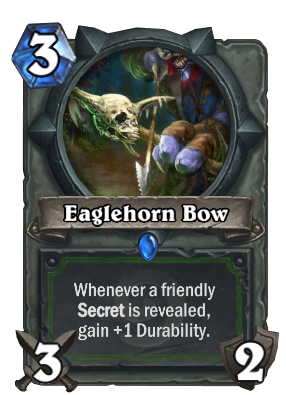 3
Eaglehorn Bow
Whenever a friendly
Secret is revealed,
gain +1 Durability.
3
2